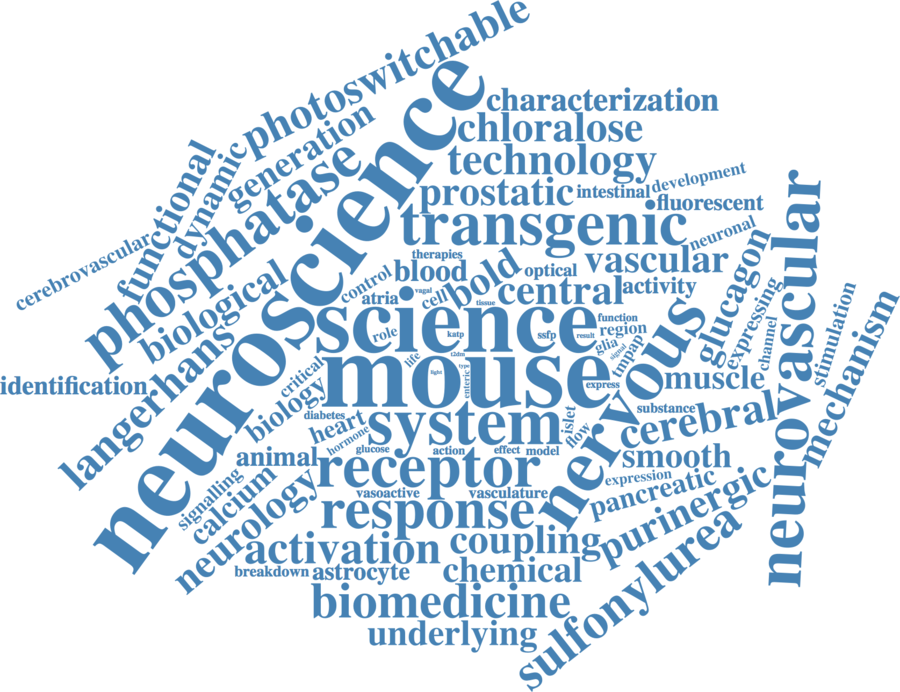 photoswitchable
neuroscience
characterization
chloralose
technology
generation
dynamic
functional
phosphatase
prostatic
intestinal
development
fluorescent
transgenic
neuronal
cerebrovascular
biological
therapies
control
blood
bold
optical
vascular
glucagon
neurovascular
atria
vagal
cell
tissue
central
activity
expressing
channel
stimulation
mechanism
science
role
katp
ssfp
result
function
region
glia
signal
tmpap
langerhans
identification
critical
life
t2dm
light
type
enteric
mouse
express
nervous
muscle
biology
diabetes
heart
hormone
system
islet
flow
substance
cerebral
glucose
action
effect
model
smooth
animal
receptor
signalling
calcium
neurology
vasoactive
vasculature
expression
pancreatic
purinergic
response
activation
coupling
breakdown
astrocyte
chemical
sulfonylurea
biomedicine
underlying